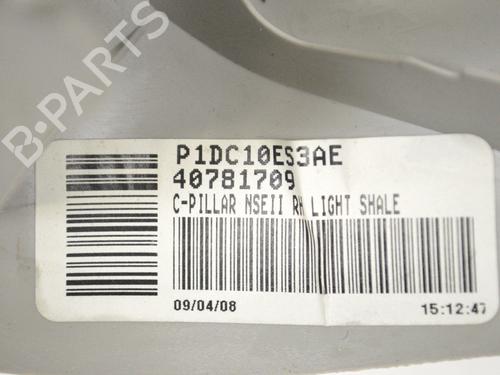 B-PARTS
P1DC10ES3AE
40781709
C-PILLAR NSEII RH LIGHT SHALE
09/04/08 15:12:47